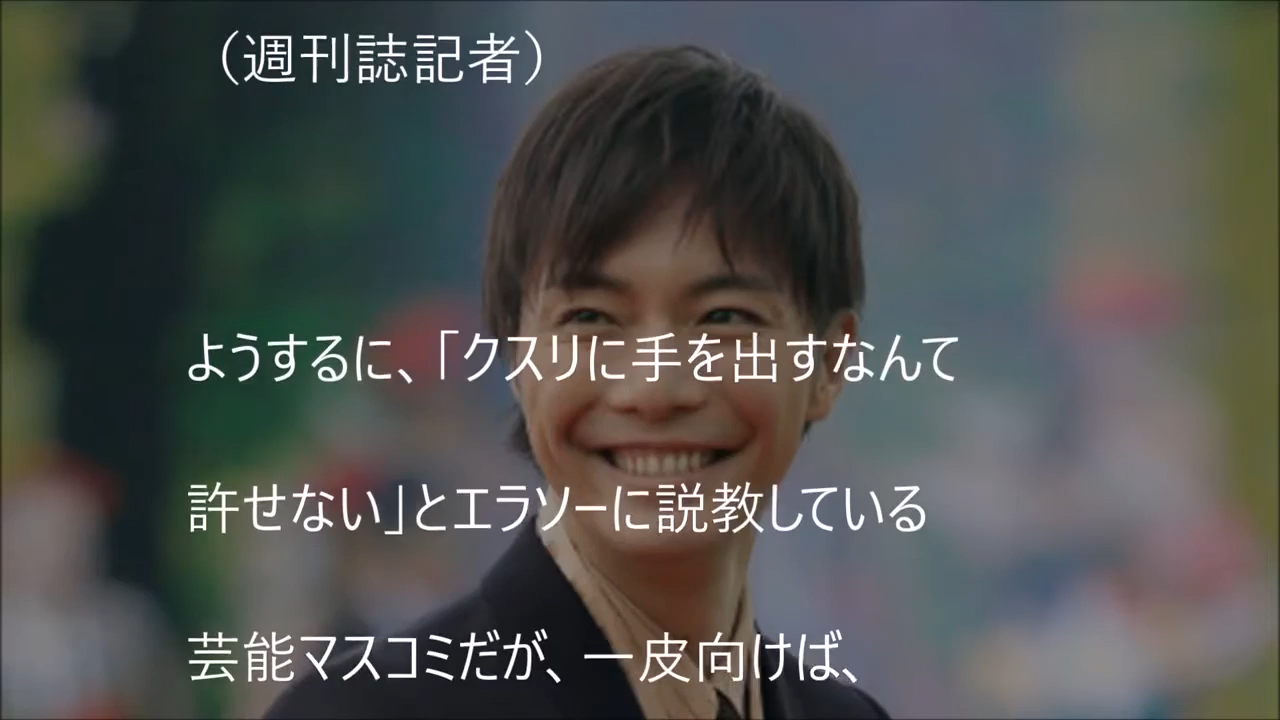 （週刊誌記者）
ようするに、「クスリに手を出すなんて
許せない」とエラソーに説教している
芸能マスコミだが、一皮向けば、